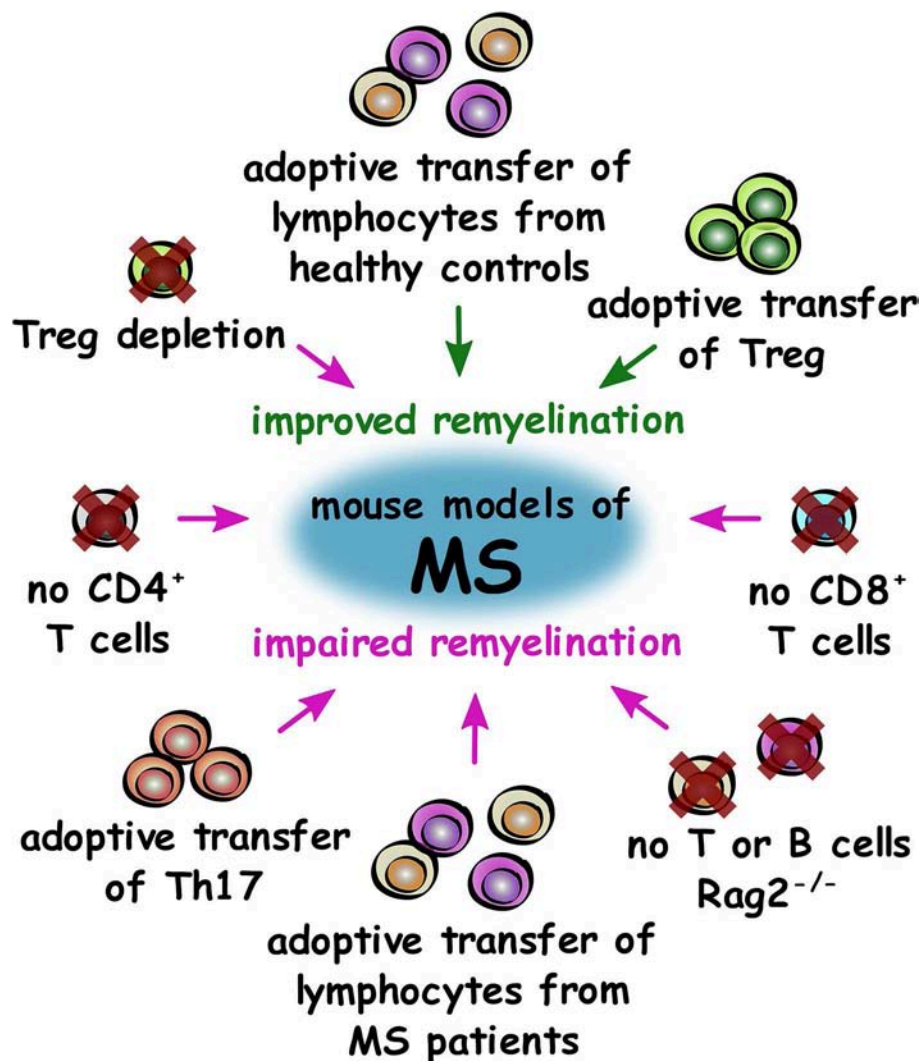 adoptive transfer of
lymphocytes from
healthy controls
Treg depletion
adoptive transfer
of Treg
improved remyelination
mouse models of
MS
no CD4⁺
T cells
no CD8⁺
T cells
impaired remyelination
adoptive transfer
of Th17
adoptive transfer of
lymphocytes from
MS patients
no T or B cells
Rag2⁻/⁻